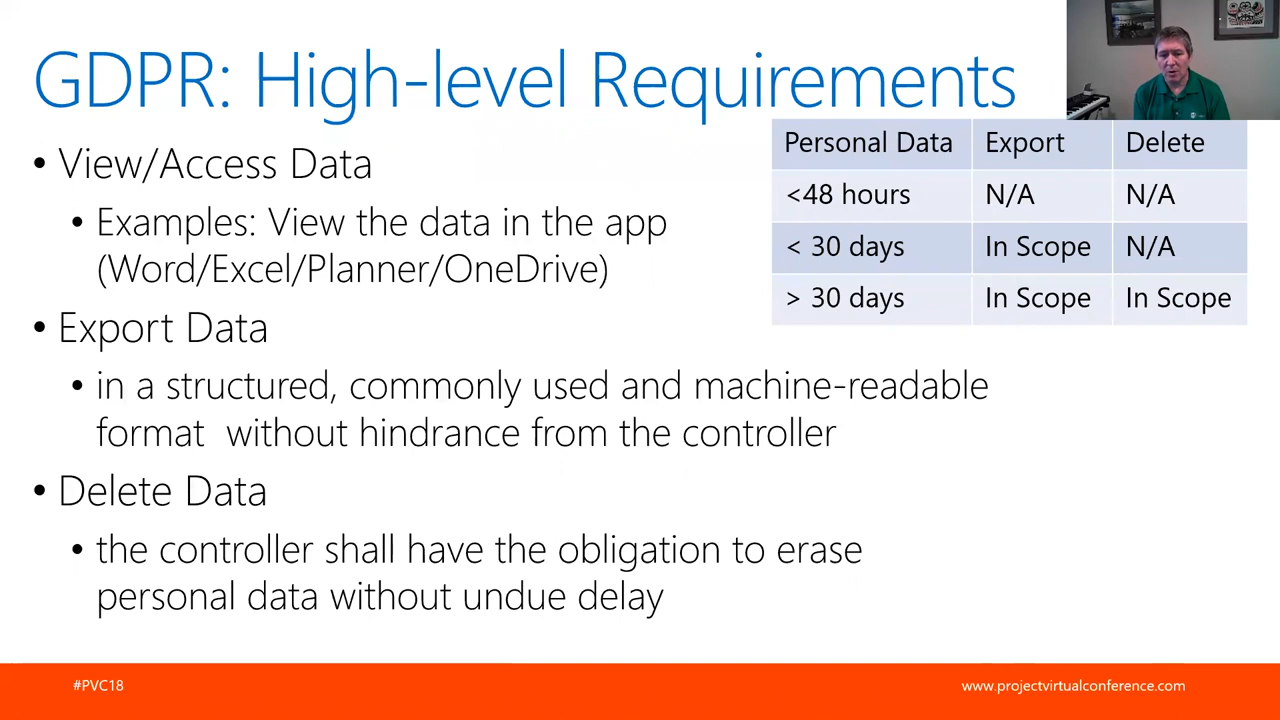 GDPR: High-level Requirements
• View/Access Data
• Examples: View the data in the app
(Word/Excel/Planner/OneDrive)
• Export Data
• in a structured, commonly used and machine-readable
format  without hindrance from the controller
• Delete Data
• the controller shall have the obligation to erase
personal data without undue delay
Personal Data Export Delete
<48 hours N/A N/A
< 30 days In Scope N/A
> 30 days In Scope In Scope
#PVC18
www.projectvirtualconference.com